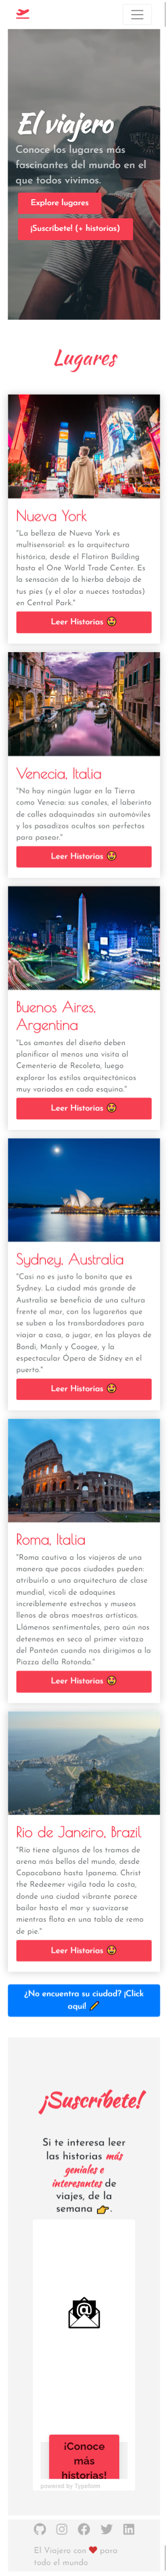 El viajero
Conoce los lugares más
fascinantes del mundo en el
que todos vivimos.
Explore lugares
¡Suscríbete! (+ historias)
Lugares
Nueva York
"La belleza de Nueva York es
multisensorial: es la arquitectura
histórica, desde el Flatiron Building
hasta el One World Trade Center. Es
la sensación de la hierba debajo de
tus pies (y el olor a nueces tostadas)
en Central Park."
Leer Historias
Venecia, Italia
"No hay ningún lugar en la Tierra
como Venecia: sus canales, el laberinto
de calles adoquinadas sin automóviles
y los paradizos ocultos son perfectos
para pasear."
Leer Historias
Buenos Aires,
Argentina
"Los amantes del diseño deben
planificar al menos una visita al
Cementerio de Recoleta, luego
explorar los estilos arquitectónicos
muy variados en cada esquina."
Leer Historias
Sydney, Australia
"Casi no es justo lo bonita que es
Sydney. La ciudad más grande de
Australia se beneficia de una cultura
frente al mar, con los lugareños que
se suben a los transbordadores para
viajar a casa, o jugar, en las playas de
Bondi, Manly y Coogee, y la
espectacular Ópera de Sídney en el
puerto."
Leer Historias
Roma, Italia
"Roma cautiva a los viajeros de una
manera que pocas ciudades pueden:
atribuirlo a una arquitectura de clase
mundial, vicoli de adoquines
increíblemente estrechos y museos
llenos de obras maestras artísticas.
Llámenos sentimentales, pero aún nos
detenemos en seco al primer vistazo
del Panteón cuando nos dirigimos a la
Piazza della Rotonda."
Leer Historias
Rio de Janeiro, Brazil
"Río tiene algunos de los tramos de
arena más bellos del mundo, desde
Copacabana hasta Ipanema. Christ
the Redeemer vigila toda la costa,
dando una ciudad vibrante parece
bailar hasta el mar y suavizarse
mientras flota en una tabla de remo
de pie."
Leer Historias
¿No encuentra su ciudad? ¡Click
aquí!
¡Suscríbete!
Si te interesa leer
las historias más
geniales e
interesantes de
viajes, de la
semana
¡Conoce
más
historias!
powered by Typeform
El Viajero con para
todo el mundo